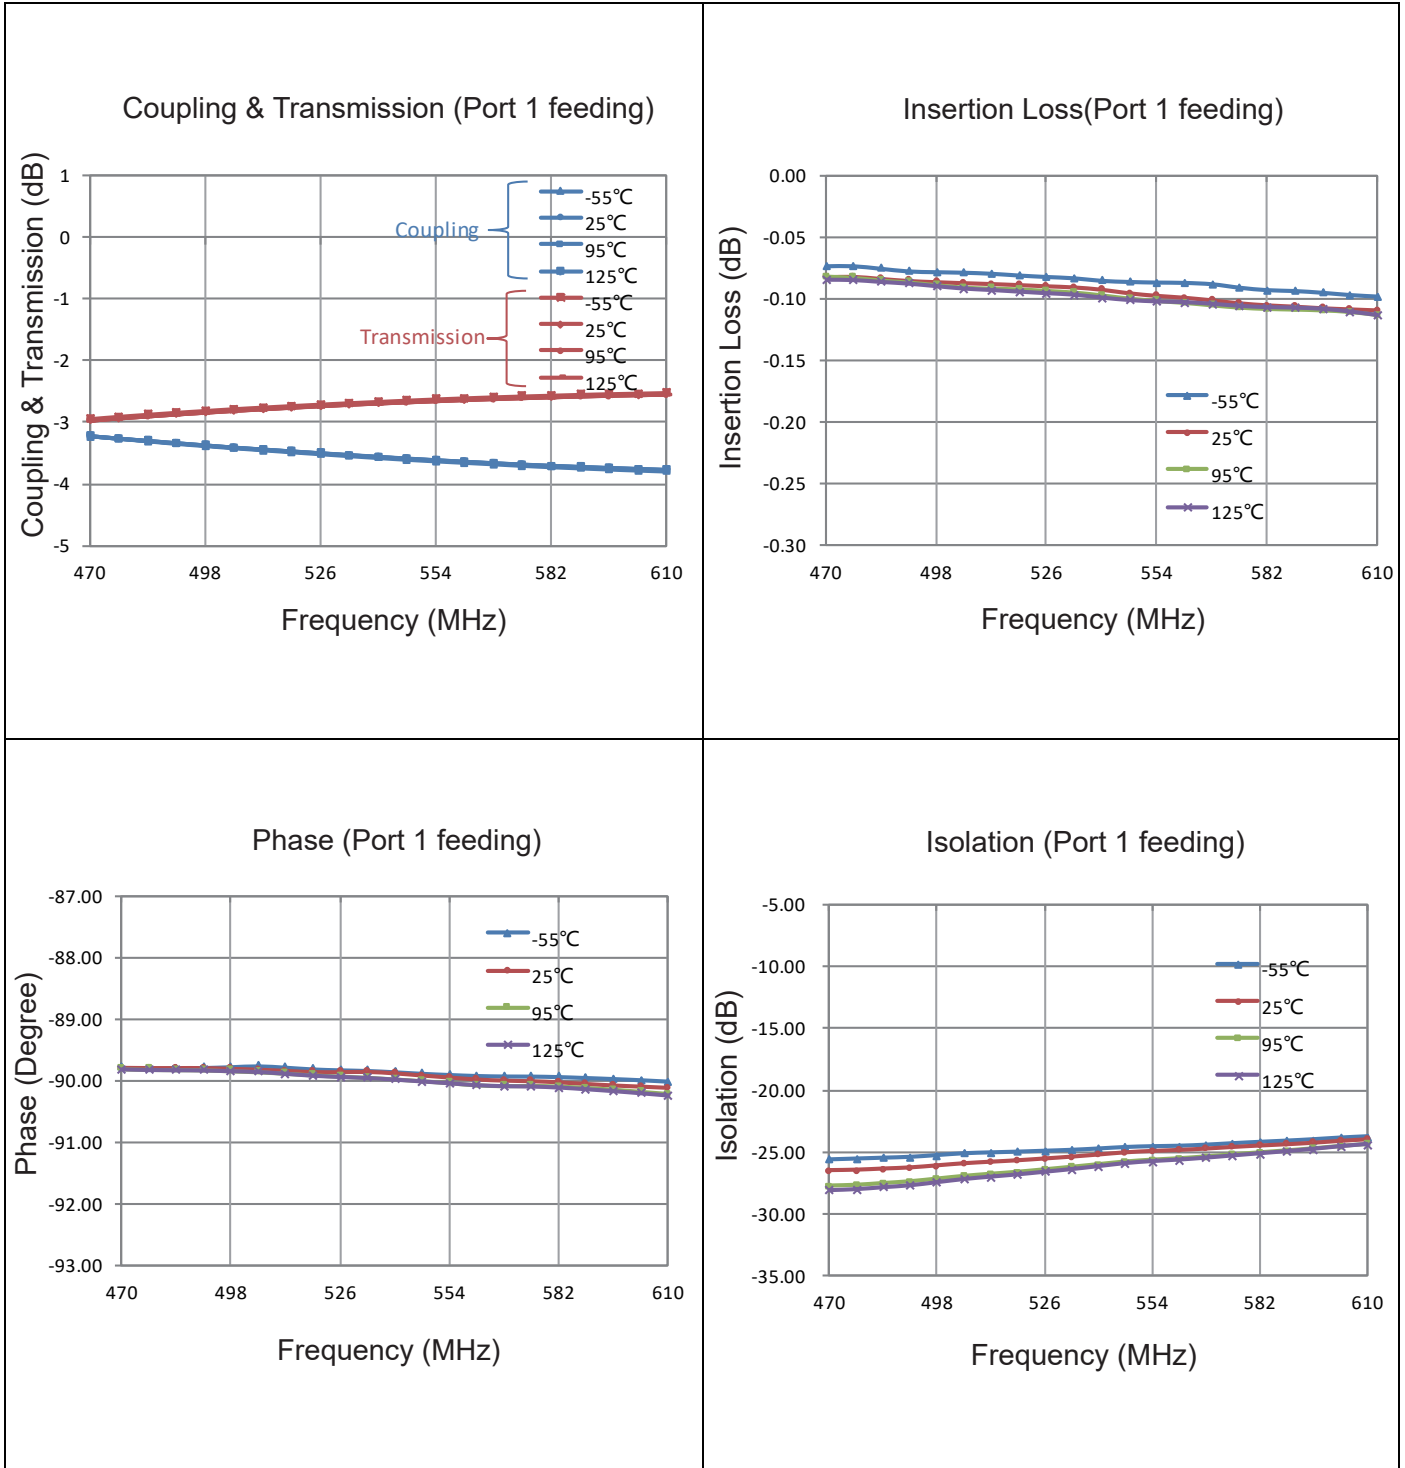 Coupling & Transmission (Port 1 feeding)
Coupling & Transmission (dB)
1
0
-1
-2
-3
-4
-5
Coupling
-55℃
25℃
95℃
125℃
Transmission
-55℃
25℃
95℃
125℃
470 498 526 554 582 610
Frequency (MHz)
Insertion Loss(Port 1 feeding)
Insertion Loss (dB)
0.00
-0.05
-0.10
-0.15
-0.20
-0.25
-0.30
-55℃
25℃
95℃
125℃
470 498 526 554 582 610
Frequency (MHz)
Phase (Port 1 feeding)
Phase (Degree)
-87.00
-88.00
-89.00
-90.00
-91.00
-92.00
-93.00
-55℃
25℃
95℃
125℃
470 498 526 554 582 610
Frequency (MHz)
Isolation (Port 1 feeding)
Isolation (dB)
-5.00
-10.00
-15.00
-20.00
-25.00
-30.00
-35.00
-55℃
25℃
95℃
125℃
470 498 526 554 582 610
Frequency (MHz)